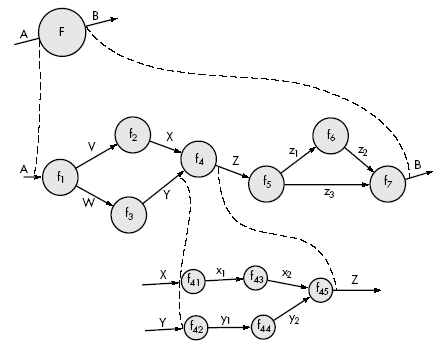 A F B
A f1 V f2 X f4 Z f5 z1 f6 z2 f7 B
W f3 Y z3
X f41 x1 f43 x2 f45 Z
Y f42 y1 f44 y2